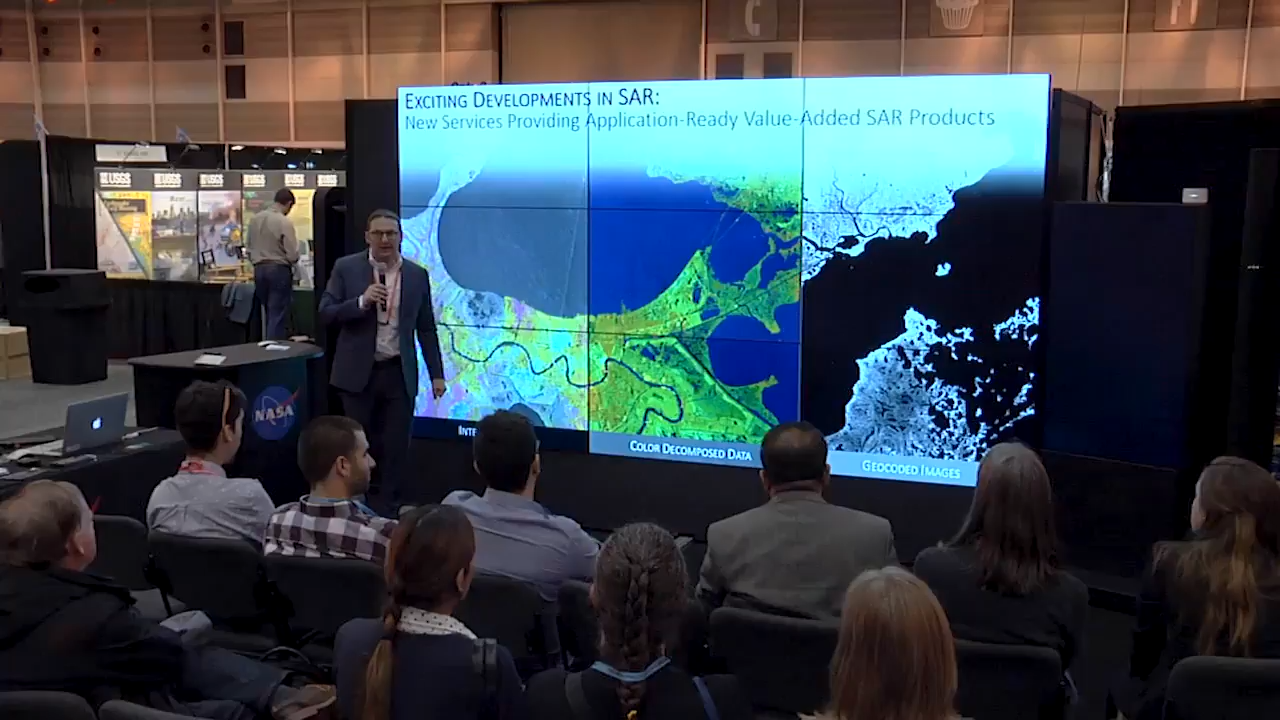 EXCITING DEVELOPMENTS IN SAR:
New Services Providing Application-Ready Value-Added SAR Products
USGS
USGS
USGS
USGS
USGS
NASA
COLOR DECOMPOSED DATA
GEOCODED IMAGES
C